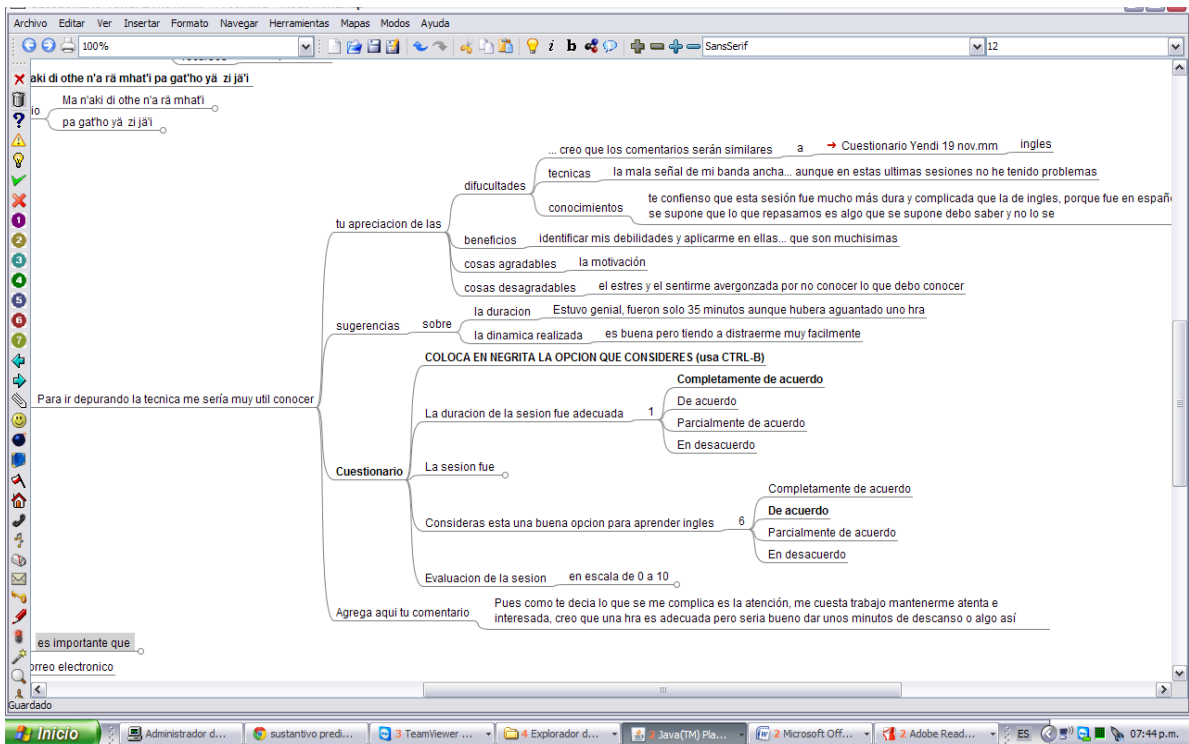 Archivo Editar Ver Insertar Formato Navegar Herramientas Mapas Modos Ayuda
100%
i b
SansSerif
12
aki di othe n'a rä mhat'i pa gat'ho yä zi jä'i
io
Ma n'aki di othe n'a rä mhat'i
pa gat'ho yä zi jä'i
Para ir depurando la tecnica me sería muy util conocer
tu apreciacion de las
difucultades
... creo que los comentarios serán similares
a
Cuestionario Yendi 19 nov.mm
ingles
tecnicas
la mala señal de mi banda ancha... aunque en estas ultimas sesiones no he tenido problemas
conocimientos
te confienso que esta sesión fue mucho más dura y complicada que la de ingles, porque fue en españo
se supone que lo que repasamos es algo que se supone debo saber y no lo se
beneficios
identificar mis debilidades y aplicarme en ellas... que son muchisimas
cosas agradables
la motivación
cosas desagradables
el estres y el sentirme avergonzada por no conocer lo que debo conocer
sugerencias
sobre
la duracion
Estuvo genial, fueron solo 35 minutos aunque hubera aguantado uno hra
la dinamica realizada
es buena pero tiendo a distraerme muy facilmente
Cuestionario
COLOCA EN NEGRITA LA OPCION QUE CONSIDERES (usa CTRL-B)
La duracion de la sesion fue adecuada
1
Completamente de acuerdo
De acuerdo
Parcialmente de acuerdo
En desacuerdo
La sesion fue
Consideras esta una buena opcion para aprender ingles
6
Completamente de acuerdo
De acuerdo
Parcialmente de acuerdo
En desacuerdo
Evaluacion de la sesion
en escala de 0 a 10
Agrega aqui tu comentario
Pues como te decia lo que se me complica es la atención, me cuesta trabajo mantenerme atenta e
interesada, creo que una hra es adecuada pero seria bueno dar unos minutos de descanso o algo así
es importante que
orreo electronico
1
2
3
4
5
6
7
Guardado
Inicio
Administrador d...
sustantivo predi...
3 TeamViewer ...
4 Explorador d...
2 Java(TM) Pla...
2 Microsoft Off...
2 Adobe Read...
ES
07:44 p.m.